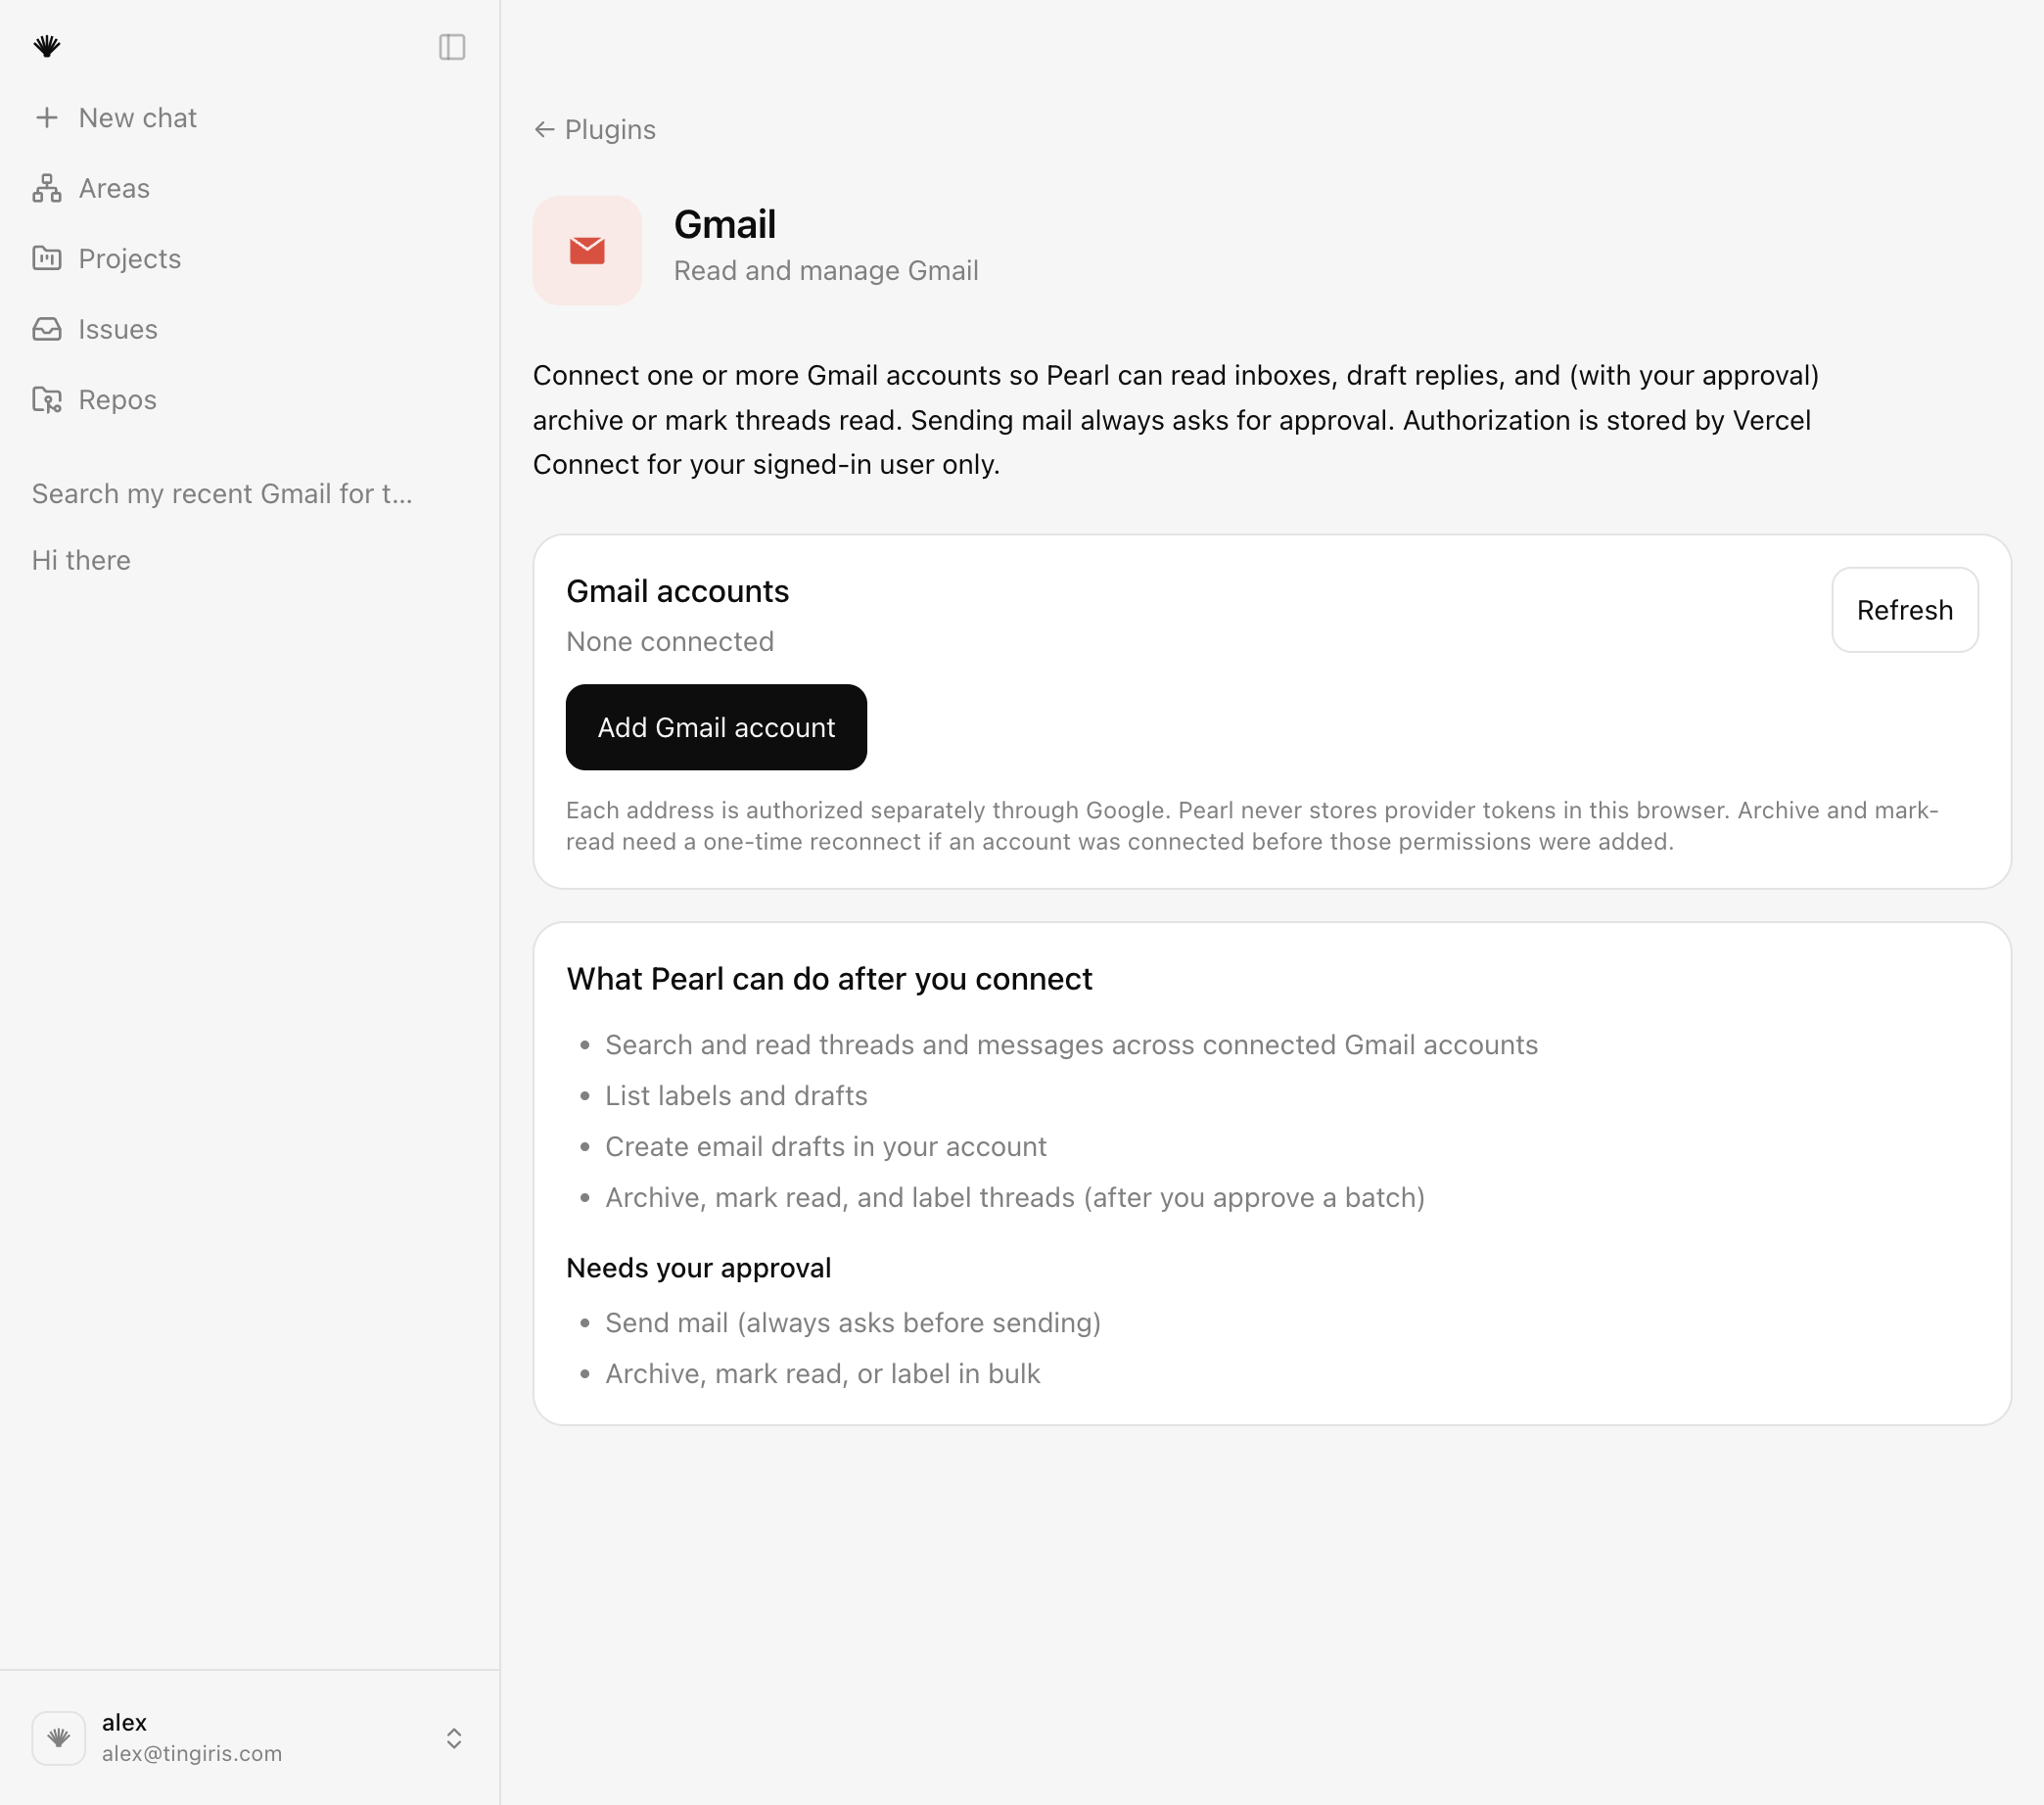 New chat
Areas
Projects
Issues
Repos
Search my recent Gmail for t...
Hi there
alex
alex@tingiris.com
← Plugins
Gmail
Read and manage Gmail
Connect one or more Gmail accounts so Pearl can read inboxes, draft replies, and (with your approval)
archive or mark threads read. Sending mail always asks for approval. Authorization is stored by Vercel
Connect for your signed-in user only.
Gmail accounts
None connected
Refresh
Add Gmail account
Each address is authorized separately through Google. Pearl never stores provider tokens in this browser. Archive and mark-
read need a one-time reconnect if an account was connected before those permissions were added.
What Pearl can do after you connect
• Search and read threads and messages across connected Gmail accounts
• List labels and drafts
• Create email drafts in your account
• Archive, mark read, and label threads (after you approve a batch)
Needs your approval
• Send mail (always asks before sending)
• Archive, mark read, or label in bulk